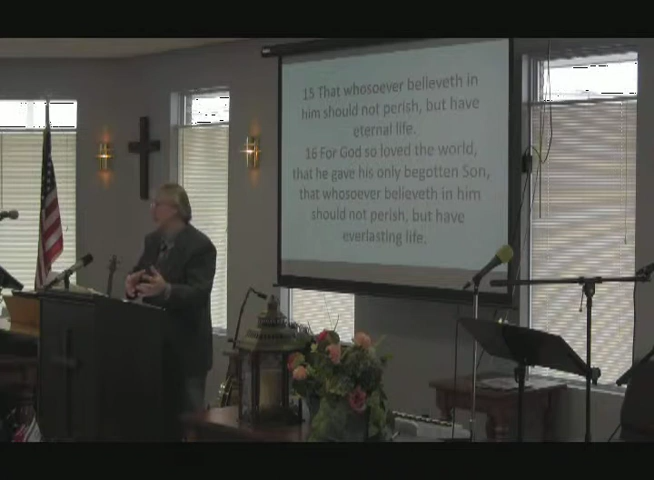 15 That whosoever believeth in
him should not perish, but have
eternal life.
16 For God so loved the world,
that he gave his only begotten Son,
that whosoever believeth in him
should not perish, but have
everlasting life.